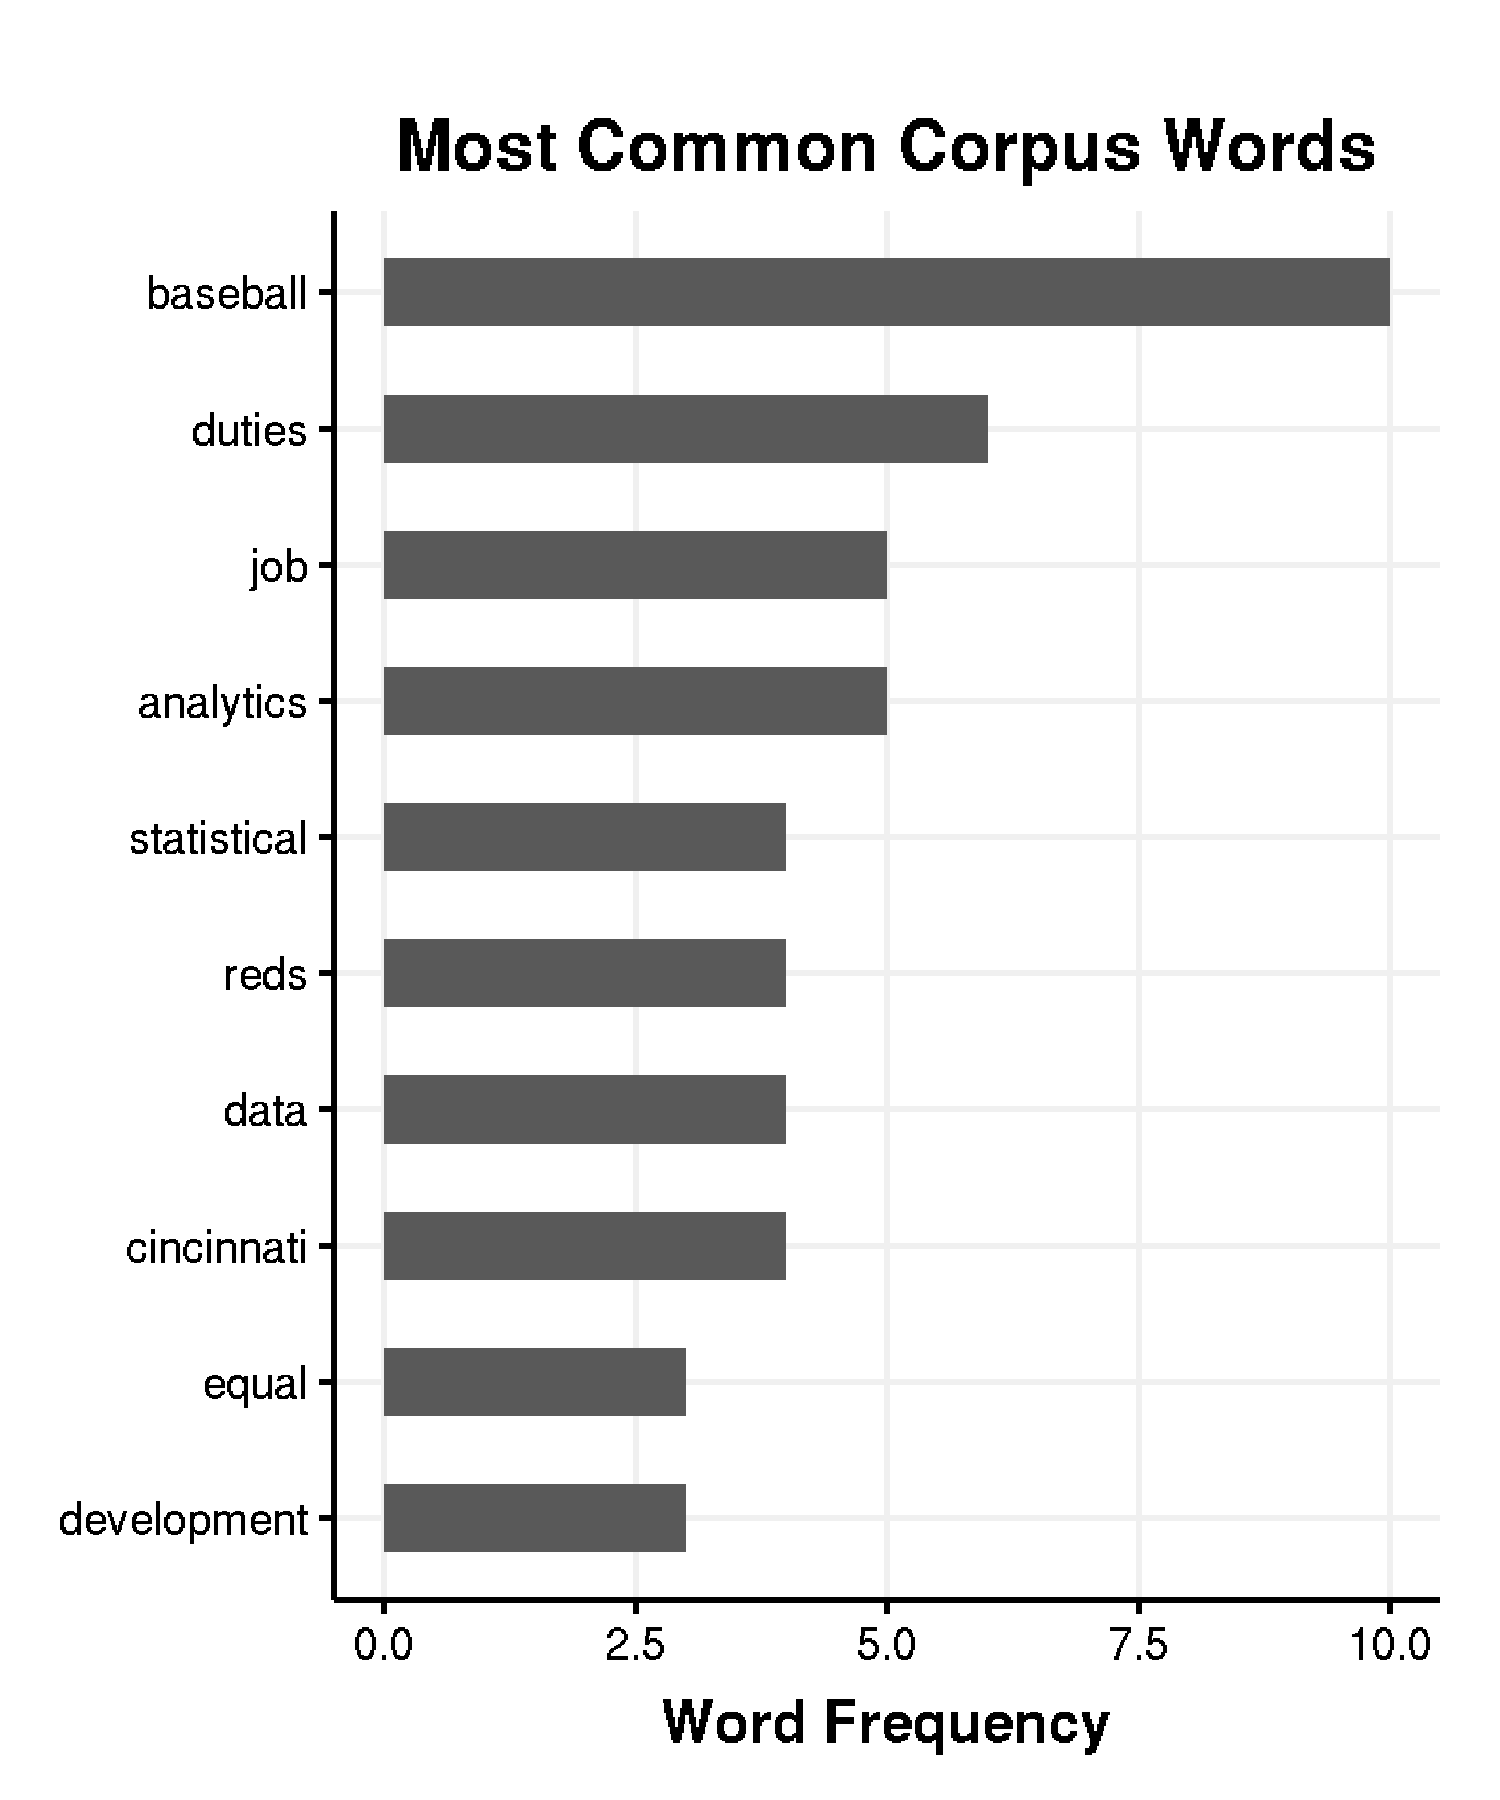 Most Common Corpus Words
baseball
duties
job
analytics
statistical
reds
data
cincinnati
equal
development
0.0 2.5 5.0 7.5 10.0
Word Frequency